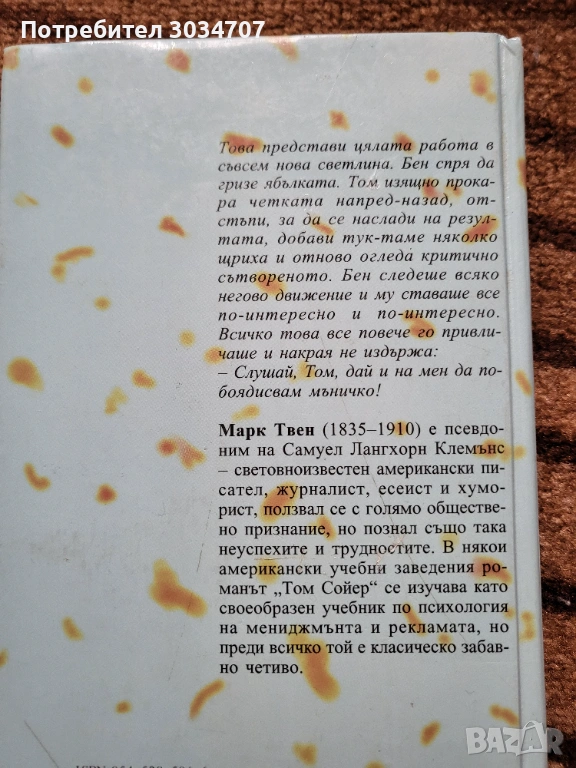 Потребител 3034707
Това представи цялата работа в
съвсем нова светлина. Бен спря да
гризе ябълката. Том изящно прока-
ра четката напред-назад, от-
стъпи, за да се наслади на резул-
тата, добави тук-таме няколко
щриха и отново огледа критично
сътвореното. Бен следеше всяко
негово движение и му ставаше все
по-интересно и по-интересно.
Всичко това все повече го привли-
чаше и накрая не издържа:
– Слушай, Том, дай и на мен да по-
боядисвам мъничко!
Марк Твен (1835–1910) е псевдо-
ним на Самуел Лангхорн Клемънс
– световноизвестен американски пи-
сател, журналист, есеист и хумо-
рист, ползвал се с голямо обществе-
но признание, но познал също така
неуспехите и трудностите. В някои
американски учебни заведения ро-
манът „Том Сойер“ се изучава като
своеобразен учебник по психология
на мениджмънта и рекламата, но
преди всичко той е класическо забав-
но четиво.
BAZAR